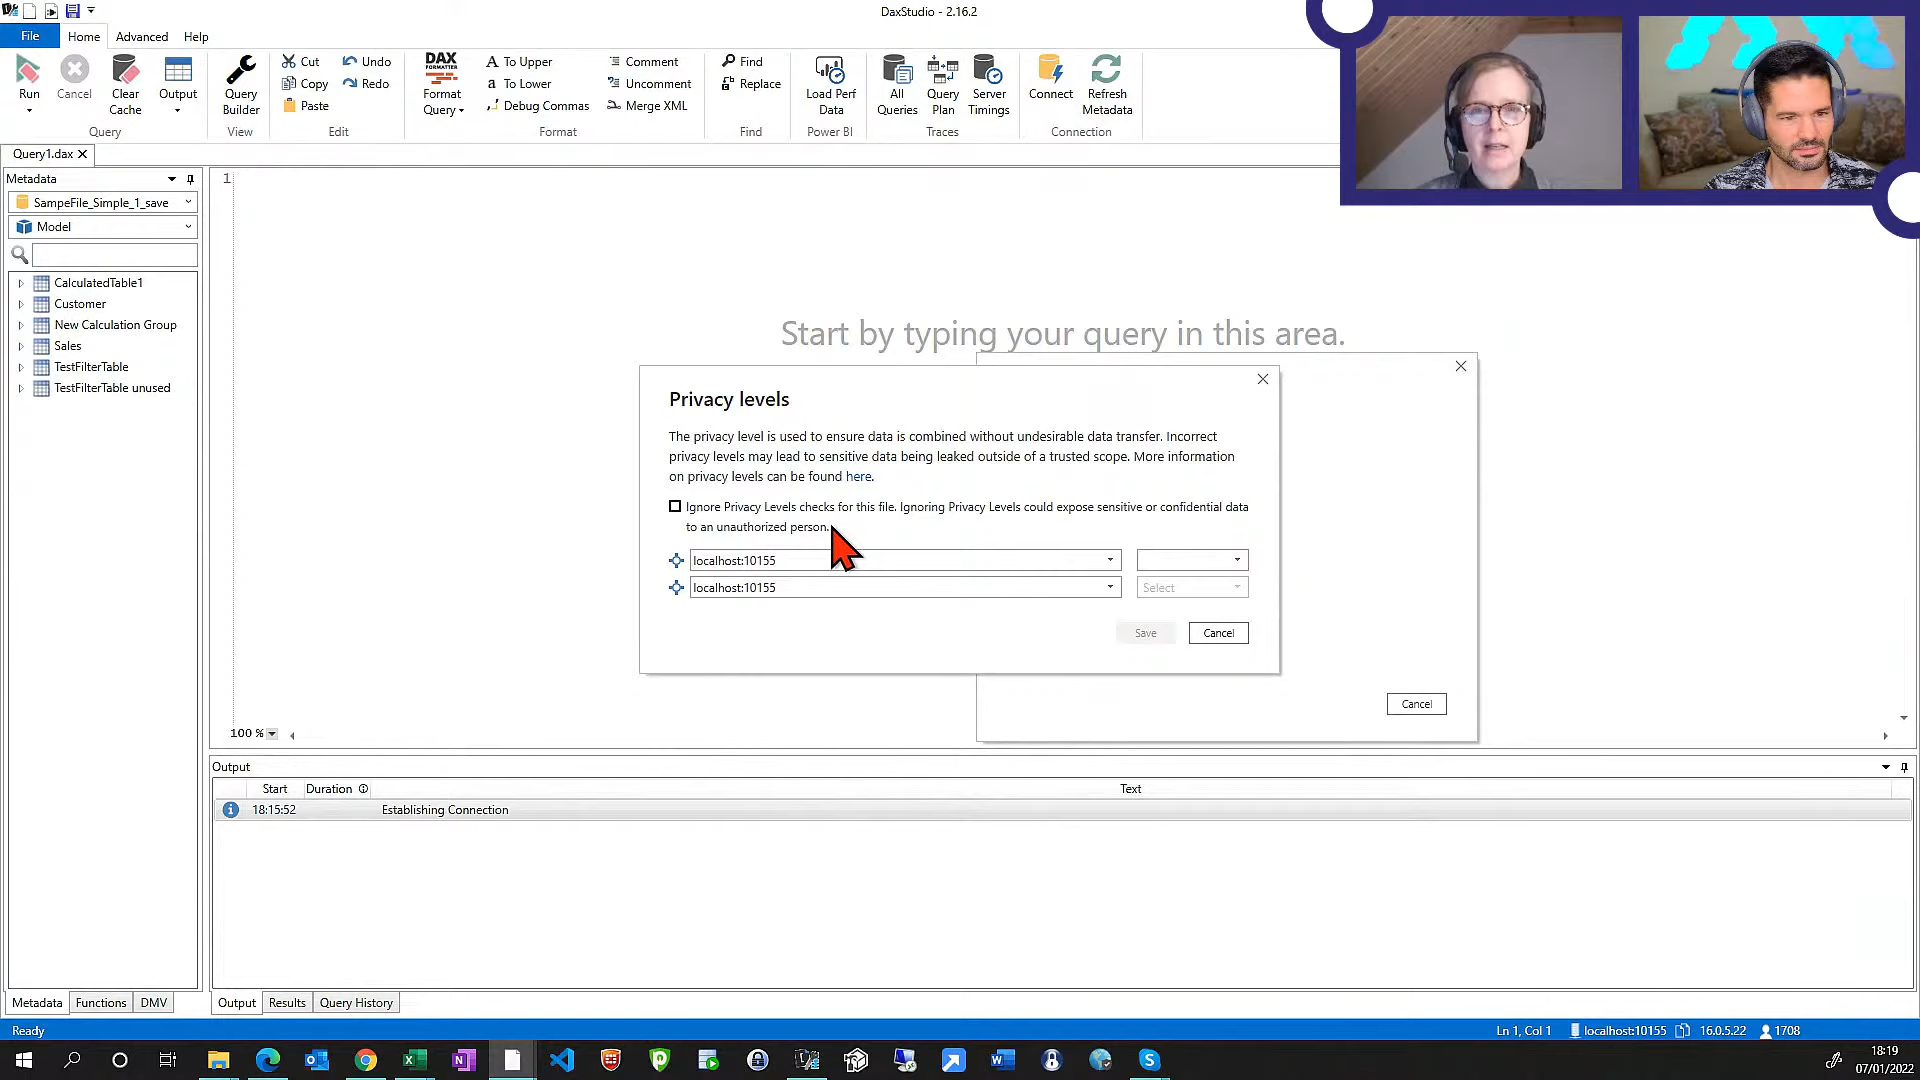 DaxStudio - 2.16.2
File
Home
Advanced
Help
Run
Cancel
Clear
Cache
Output
Query
Query
Builder
View
Cut
Copy
Paste
Undo
Redo
Edit
DAX
FORMATTER
Format
Query
A To Upper
a To Lower
Debug Commas
Comment
Uncomment
Merge XML
Format
Find
Replace
Find
Load Perf
Data
Power BI
All
Queries
Query
Plan
Server
Timings
Traces
Connect
Refresh
Metadata
Connection
Query1.dax
Metadata
SampeFile_Simple_1_save
Model
CalculatedTable1
Customer
New Calculation Group
Sales
TestFilterTable
TestFilterTable unused
1
Start by typing your query in this area.
Privacy levels
The privacy level is used to ensure data is combined without undesirable data transfer. Incorrect
privacy levels may lead to sensitive data being leaked outside of a trusted scope. More information
on privacy levels can be found here.
Ignore Privacy Levels checks for this file. Ignoring Privacy Levels could expose sensitive or confidential data
to an unauthorized person.
localhost:10155
localhost:10155
Select
Save
Cancel
Cancel
100 %
Output
Start
Duration
Text
18:15:52
Establishing Connection
Metadata
Functions
DMV
Output
Results
Query History
Ready
Ln 1, Col 1
localhost:10155
16.0.5.22
1708
18:19
07/01/2022